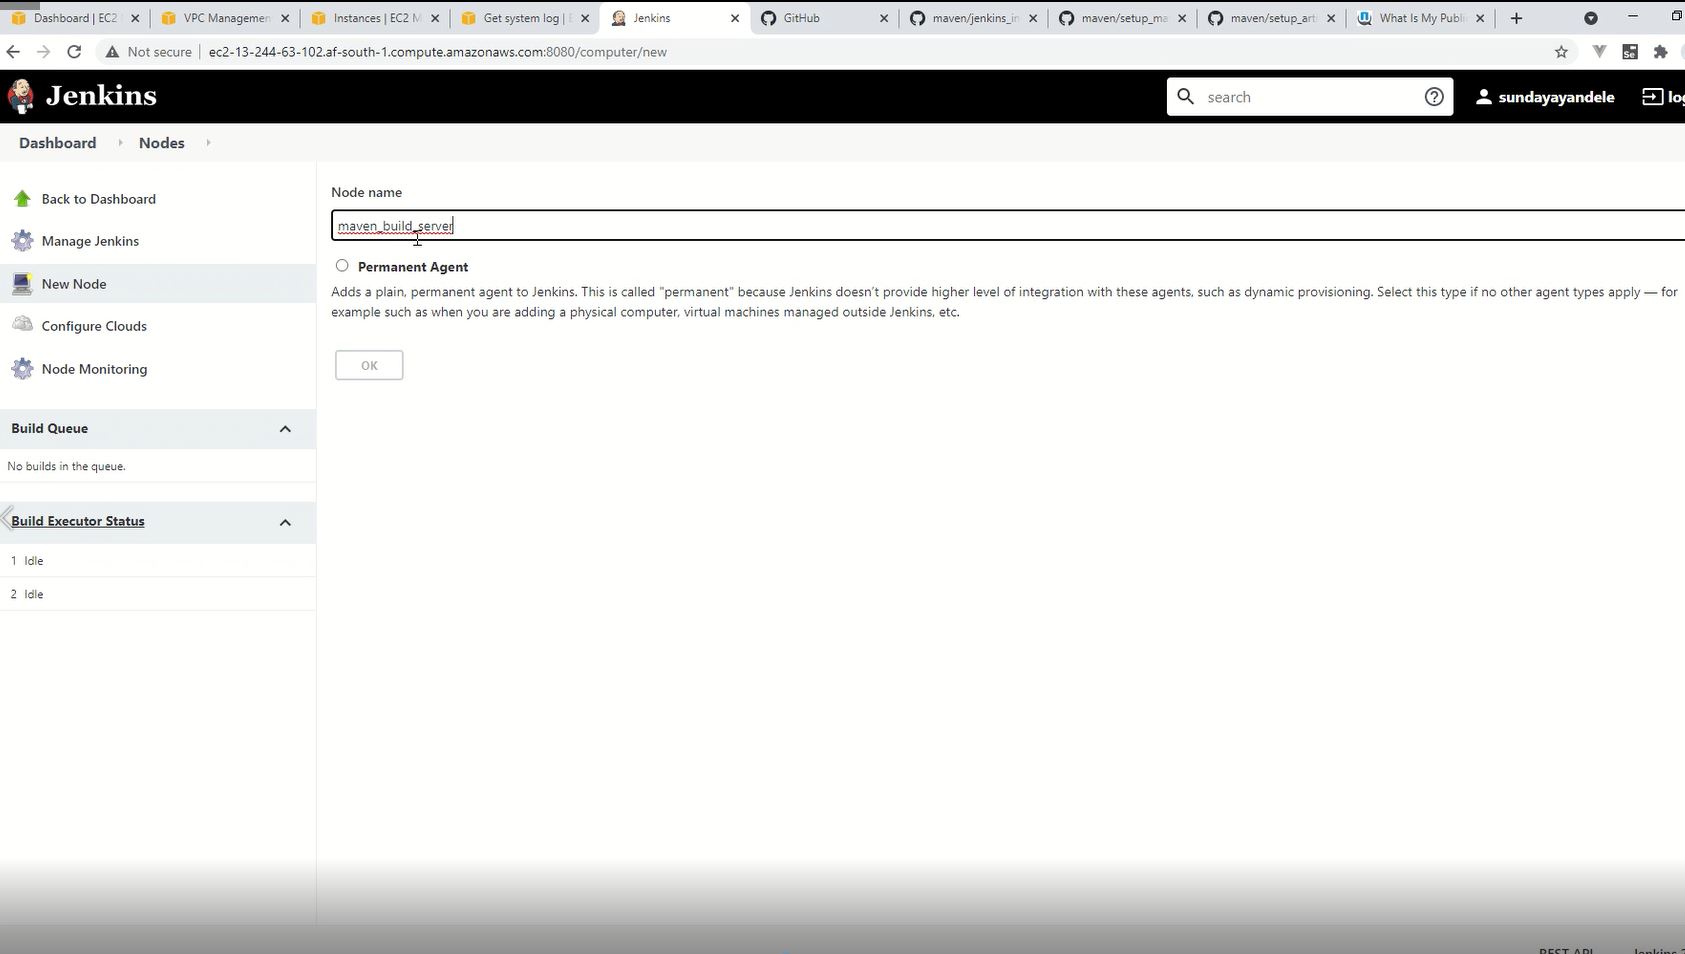 Dashboard | EC2
VPC Managemen
Instances | EC2 M
Get system log | E
Jenkins
GitHub
maven/jenkins_in
maven/setup_ma
maven/setup_art
What Is My Publi
Not secure
ec2-13-244-63-102.af-south-1.compute.amazonaws.com:8080/computer/new
Jenkins
search
sundayayandele
log
Dashboard
Nodes
Back to Dashboard
Manage Jenkins
New Node
Configure Clouds
Node Monitoring
Build Queue
No builds in the queue.
Build Executor Status
1 Idle
2 Idle
Node name
maven_build_server
Permanent Agent
Adds a plain, permanent agent to Jenkins. This is called "permanent" because Jenkins doesn't provide higher level of integration with these agents, such as dynamic provisioning. Select this type if no other agent types apply — for
example such as when you are adding a physical computer, virtual machines managed outside Jenkins, etc.
OK
REST API
Jenkins 2